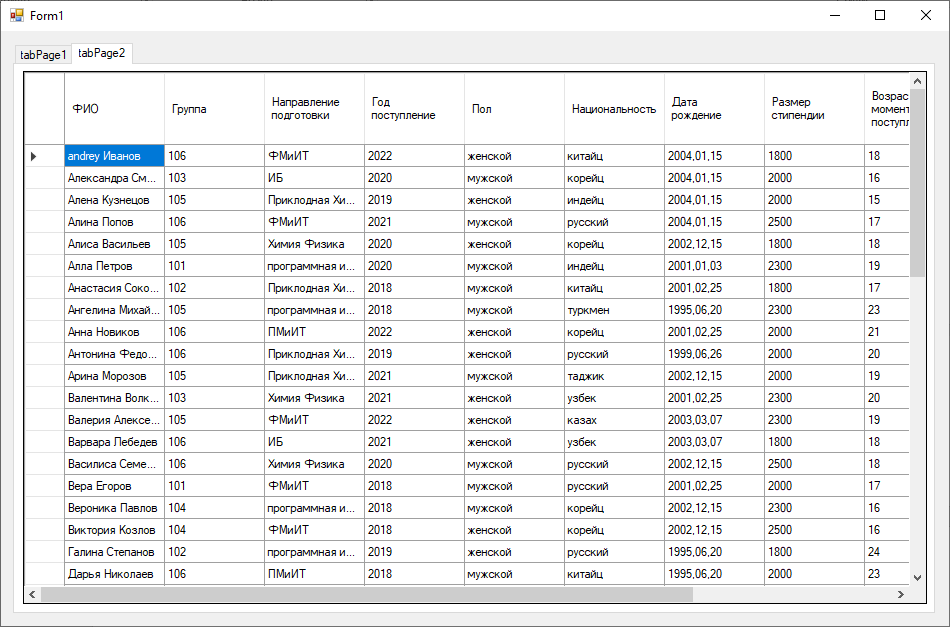 Form1
tabPage1 tabPage2
ФИО Группа Направление подготовки Год поступление Пол Национальность Дата рождение Размер стипендии Возрас момент поступл
andrey Иванов 106 ФМиИТ 2022 женской китайц 2004,01,15 1800 18
Александра См... 103 ИБ 2020 мужской корейц 2004,01,15 2000 16
Алена Кузнецов 105 Приклодная Хи... 2019 женской индейц 2004,01,15 2000 15
Алина Попов 106 ФМиИТ 2021 мужской русский 2004,01,15 2500 17
Алиса Васильев 105 Химия Физика 2020 женской корейц 2002,12,15 1800 18
Алла Петров 101 программная и... 2020 мужской индейц 2001,01,03 2300 19
Анастасия Соко... 102 Приклодная Хи... 2018 мужской китайц 2001,02,25 1800 17
Ангелина Михай... 105 программная и... 2018 мужской туркмен 1995,06,20 2300 23
Анна Новиков 106 ПМиИТ 2022 женской корейц 2001,02,25 2000 21
Антонина Федо... 106 Приклодная Хи... 2019 женской русский 1999,06,26 2000 20
Арина Морозов 105 Приклодная Хи... 2021 мужской таджик 2002,12,15 2000 19
Валентина Волк... 103 Химия Физика 2021 женской узбек 2001,02,25 2300 20
Валерия Алексе... 105 ФМиИТ 2022 женской казах 2003,03,07 2300 19
Варвара Лебедев 106 ИБ 2021 женской узбек 2003,03,07 1800 18
Василиса Семе... 106 Химия Физика 2020 мужской русский 2002,12,15 2500 18
Вера Егоров 101 ФМиИТ 2018 мужской русский 2001,02,25 2000 17
Вероника Павлов 104 программная и... 2018 мужской корейц 2002,12,15 2300 16
Виктория Козлов 104 ФМиИТ 2018 женской корейц 2002,12,15 2500 16
Галина Степанов 102 программная и... 2019 женской русский 1995,06,20 1800 24
Дарья Николаев 106 ПМиИТ 2018 мужской китайц 1995,06,20 2000 23